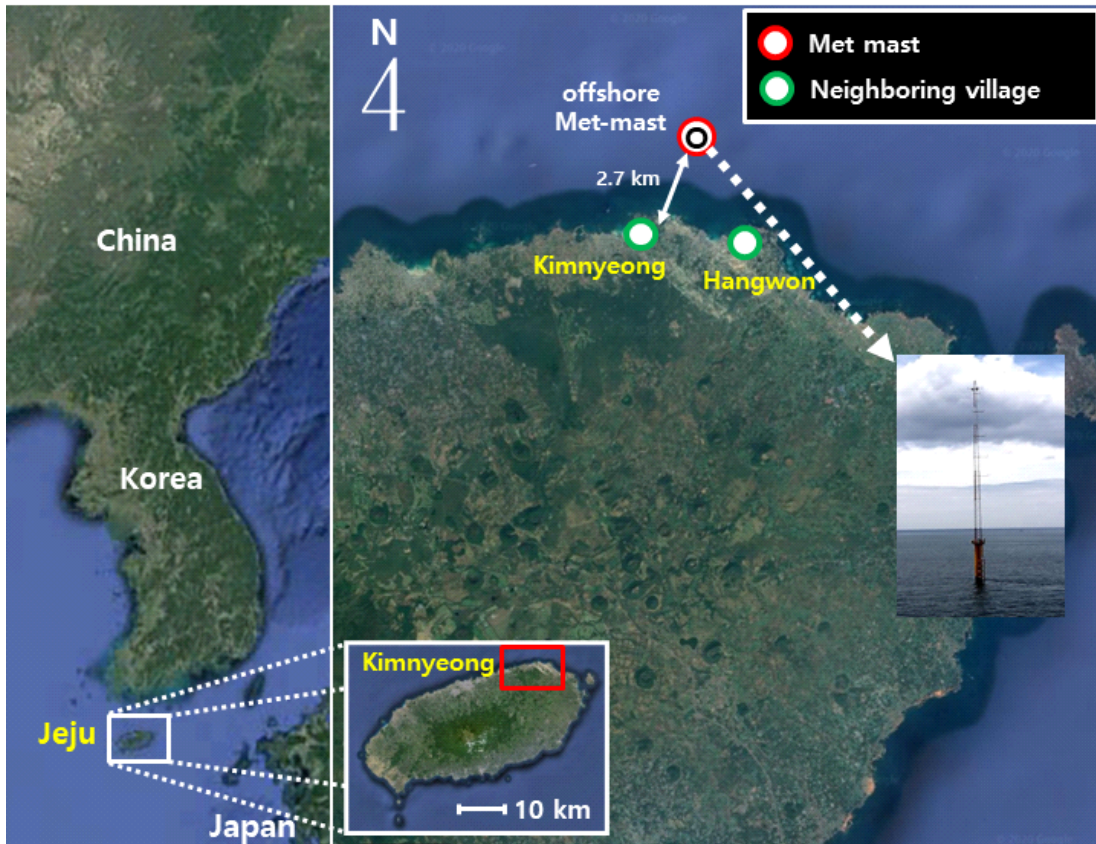 N
4
offshore
Met-mast
2.7 km
Met mast
Neighboring village
China
Kimnyeong
Hangwon
Korea
Kimnyeong
Jeju
10 km
Japan